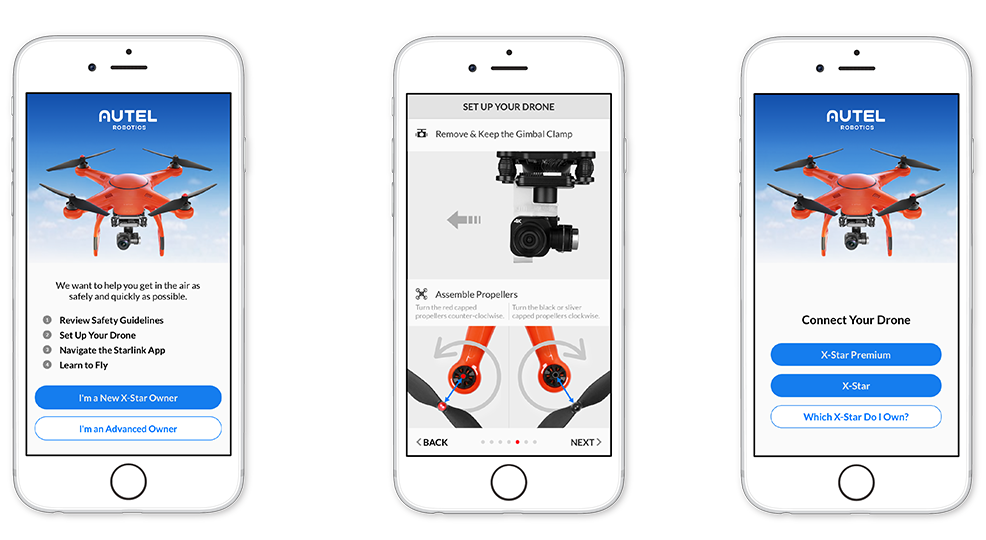 AUTEL
ROBOTICS
We want to help you get in the air as
safely and quickly as possible.
1 Review Safety Guidelines
2 Set Up Your Drone
3 Navigate the Starlink App
4 Learn to Fly
I'm a New X-Star Owner
I'm an Advanced Owner
SET UP YOUR DRONE
Remove & Keep the Gimbal Clamp
4K
Assemble Propellers
Turn the red capped
propellers counter-clockwise.
Turn the black or sliver
capped propellers clockwise.
BACK
NEXT
AUTEL
ROBOTICS
Connect Your Drone
X-Star Premium
X-Star
Which X-Star Do I Own?